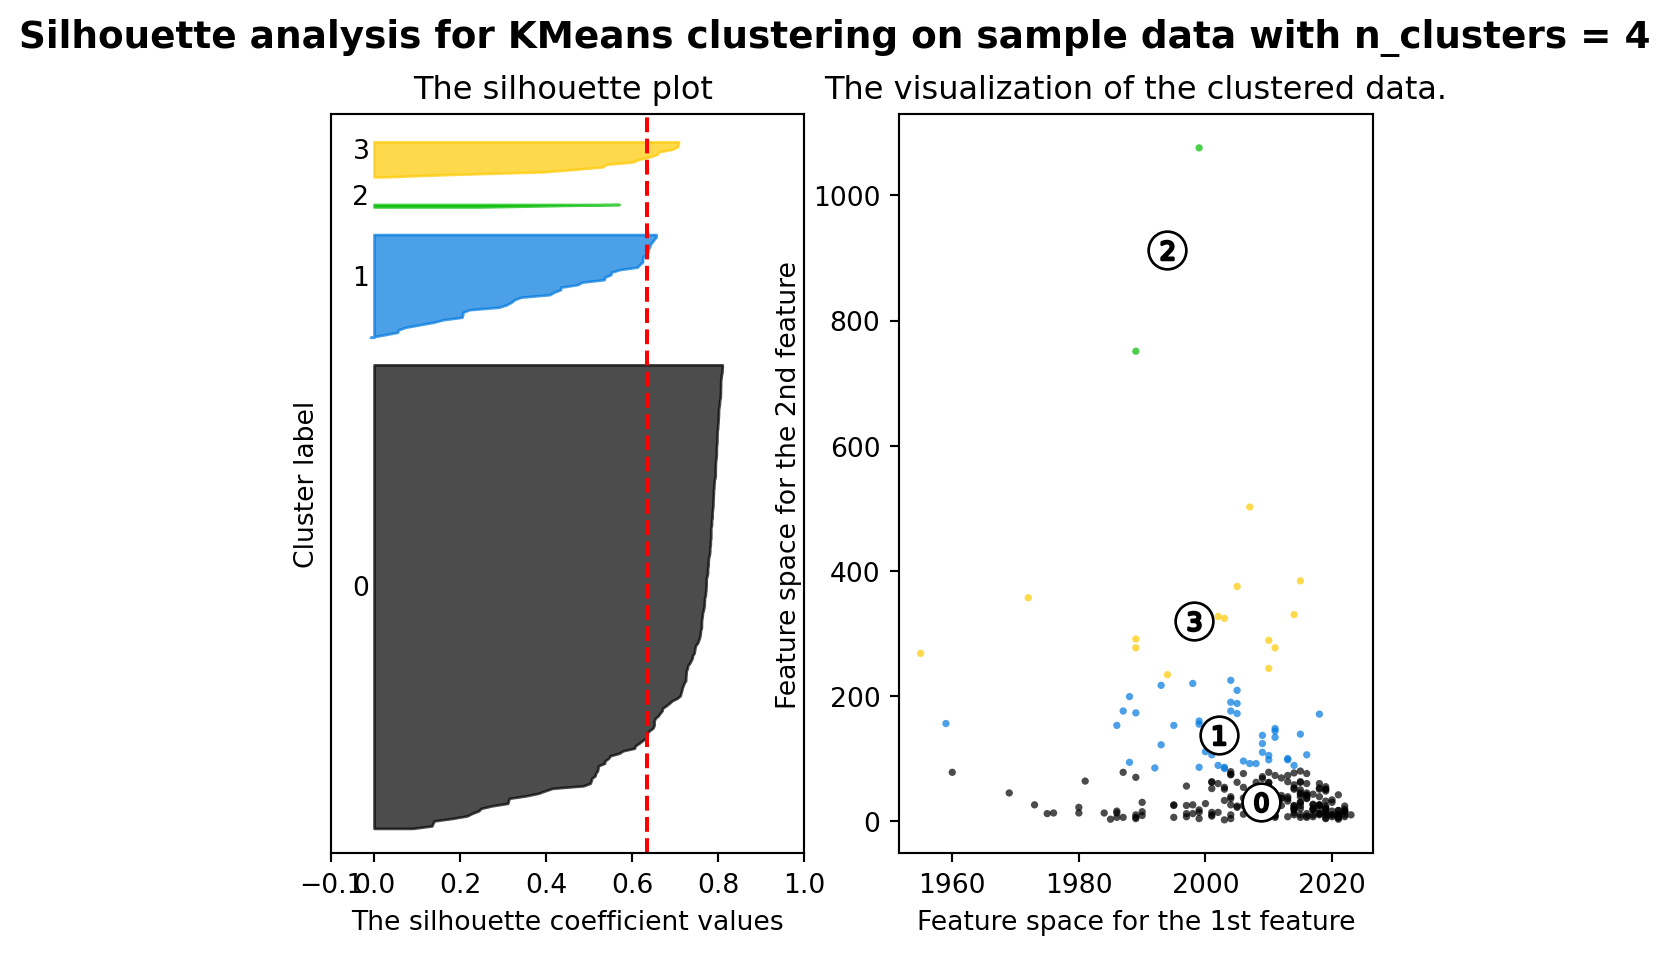 Silhouette analysis for KMeans clustering on sample data with n_clusters = 4
The silhouette plot
3
2
1
0
Cluster label
−0.1 0.0 0.2 0.4 0.6 0.8 1.0
The silhouette coefficient values
The visualization of the clustered data.
1000
800
600
400
200
0
Feature space for the 2nd feature
2
3
1
0
1960 1980 2000 2020
Feature space for the 1st feature